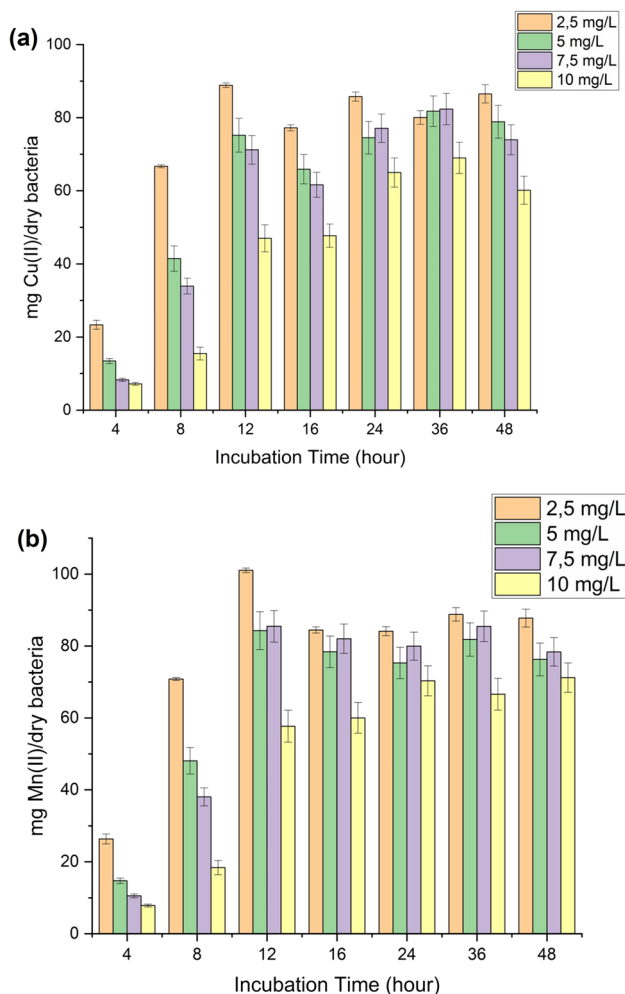 (a)
2,5 mg/L
5 mg/L
7,5 mg/L
10 mg/L
100
80
60
40
20
0
mg Cu(II)/dry bacteria
4 8 12 16 24 36 48
Incubation Time (hour)
(b)
2,5 mg/L
5 mg/L
7,5 mg/L
10 mg/L
100
80
60
40
20
0
mg Mn(II)/dry bacteria
4 8 12 16 24 36 48
Incubation Time (hour)